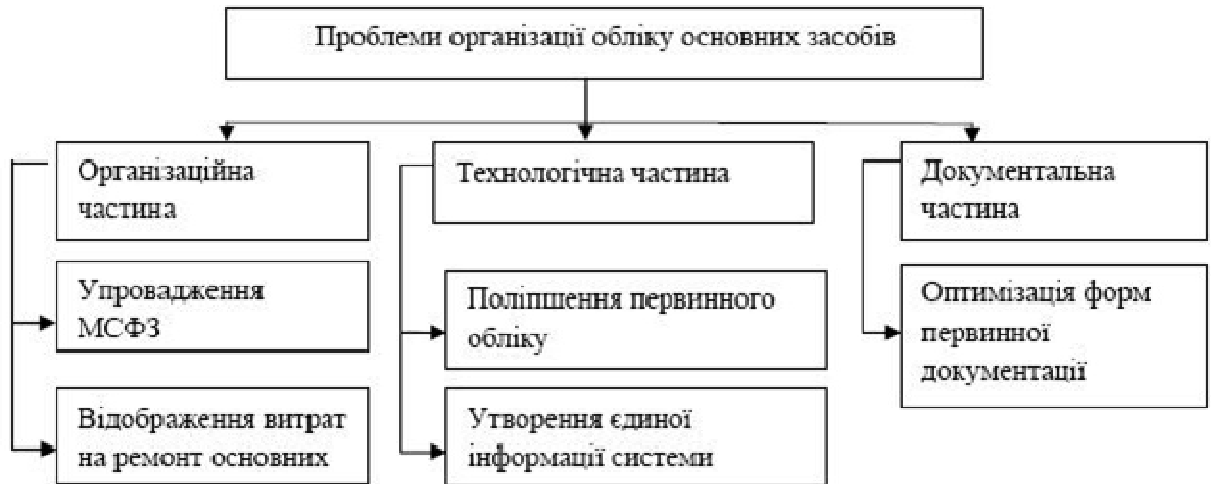 Проблеми організації обліку основних засобів
Організаційна
частина
Упровадження
МСФЗ
Відображення витрат
на ремонт основних
Технологічна частина
Поліпшення первинного
обліку
Утворення єдиної
інформації системи
Документальна
частина
Оптимізація форм
первинної
документації